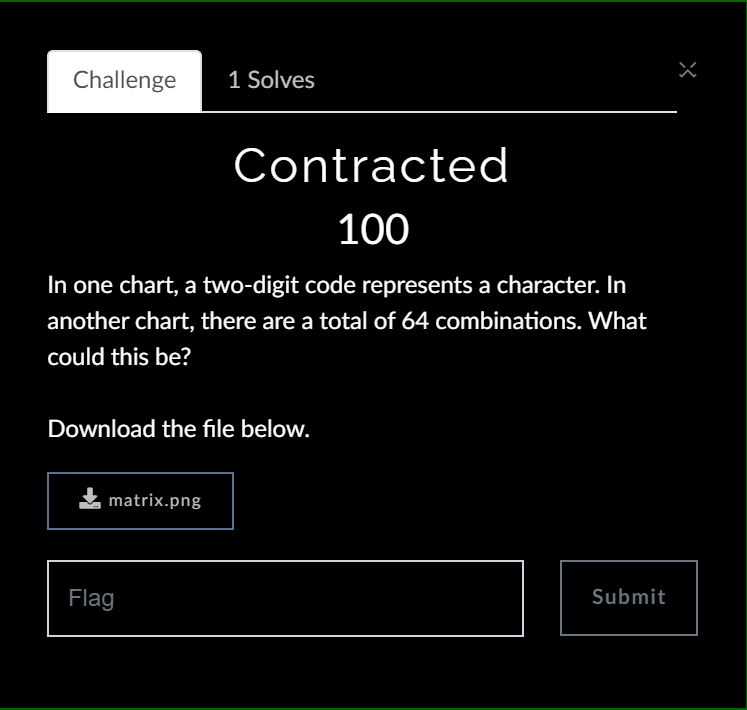 Challenge
1 Solves
Contracted
100
In one chart, a two-digit code represents a character. In
another chart, there are a total of 64 combinations. What
could this be?
Download the file below.
matrix.png
Flag
Submit